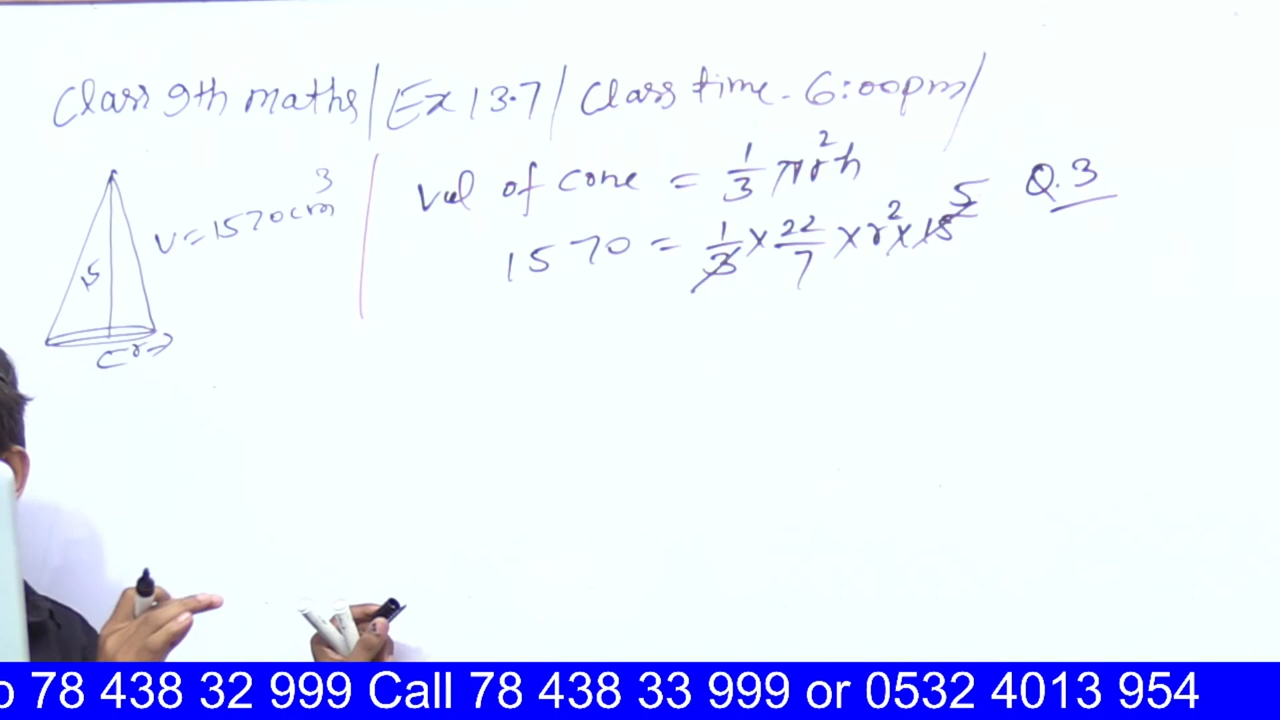 Class 9th maths/Ex 13.7/Class time. 6:00pm/
Vol of cone = 1/3 πr²h
Q.3
V = 1570cm³
1570 = 1/3 × 22/7 × r² × 15 5
15
r
o 78 438 32 999 Call 78 438 33 999 or 0532 4013 954